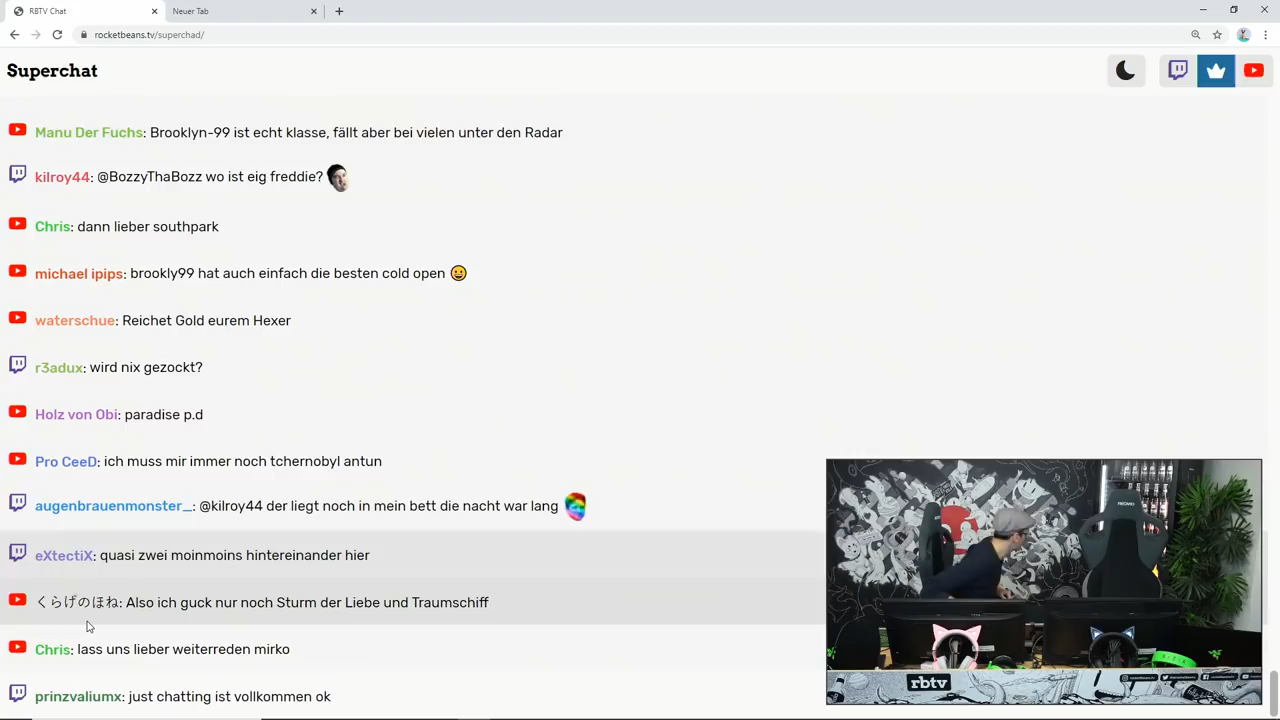 RBTV Chat
Neuer Tab
rocketbeans.tv/superchad/
Superchat
Manu Der Fuchs: Brooklyn-99 ist echt klasse, fällt aber bei vielen unter den Radar
kilroy44: @BozzyThaBozz wo ist eig freddie?
Chris: dann lieber southpark
michael ipips: brookly99 hat auch einfach die besten cold open 😀
waterschue: Reichet Gold eurem Hexer
r3adux: wird nix gezockt?
Holz von Obi: paradise p.d
Pro CeeD: ich muss mir immer noch tchernobyl antun
augenbrauenmonster_: @kilroy44 der liegt noch in mein bett die nacht war lang
eXtectiX: quasi zwei moinmoins hintereinander hier
くらげのほね: Also ich guck nur noch Sturm der Liebe und Traumschiff
Chris: lass uns lieber weiterreden mirko
prinzvaliumx: just chatting ist vollkommen ok
rbtv